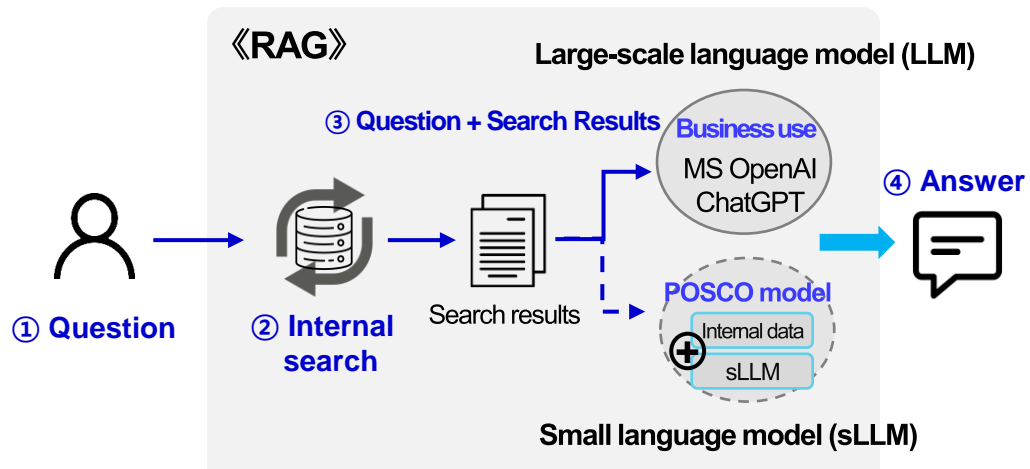 《RAG》
Large-scale language model (LLM)
③ Question + Search Results
Business use
MS OpenAI
ChatGPT
④ Answer
① Question
② Internal
search
Search results
POSCO model
Internal data
+
sLLM
Small language model (sLLM)